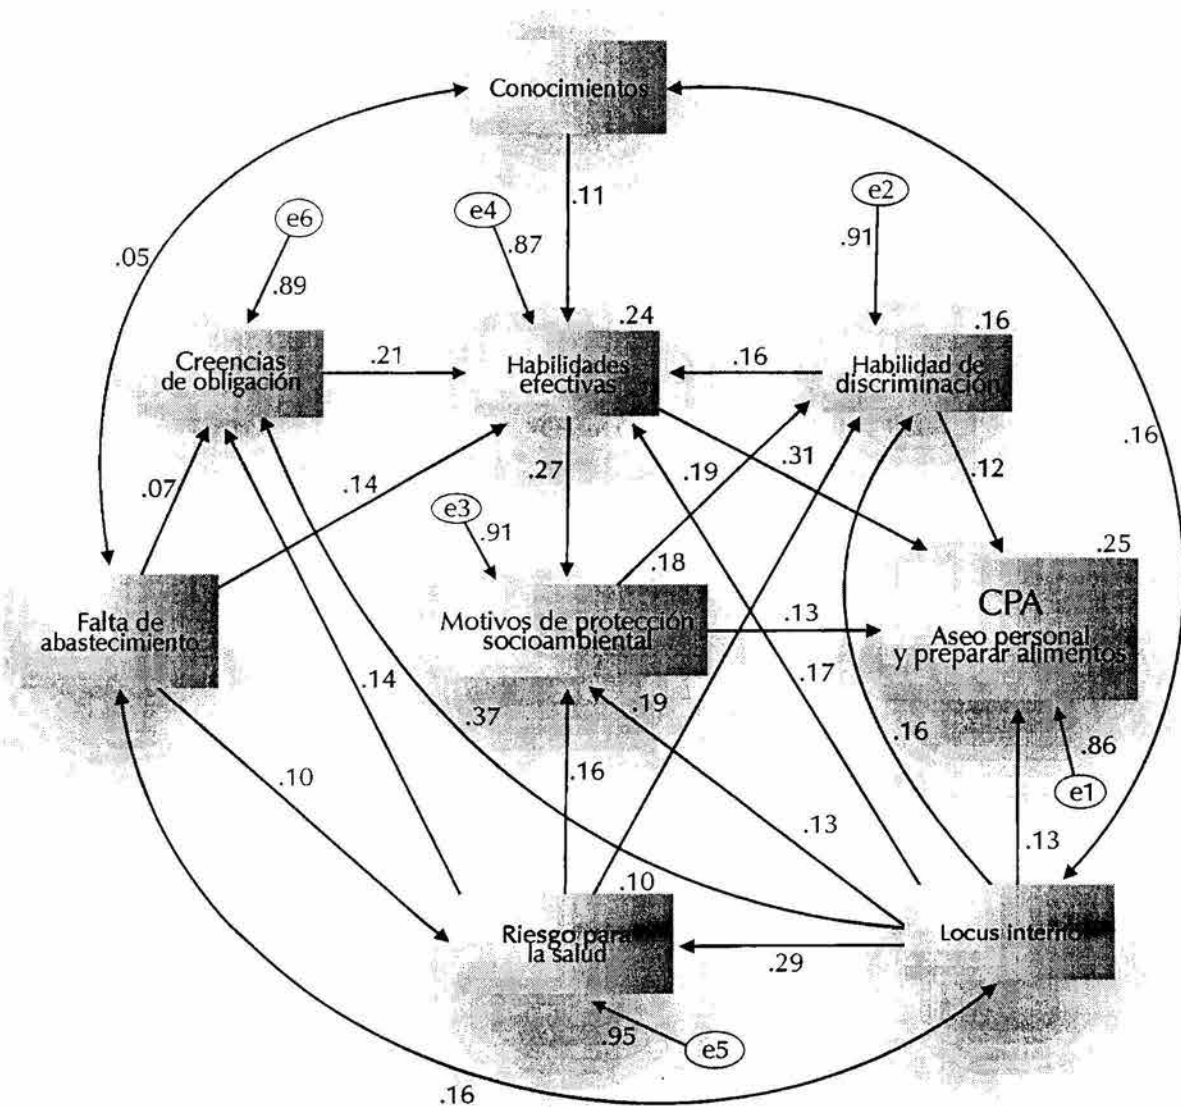 Conocimientos
.11
e6
e4
e2
.05
.87
.91
.89
.24
.16
Creencias
de obligación
.21
Habilidades
efectivas
.16
Habilidad de
discriminación
.16
.07
.14
.27
.19
.31
.12
e3
.91
.18
.25
Falta de
abastecimiento
Motivos de protección
socioambiental
.13
CPA
Aseo personal
y preparar alimentos
.14
.37
.19
.17
.16
.86
.10
.16
e1
.13
.13
.10
Riesgo para
la salud
.29
Locus interno
.95
e5
.16